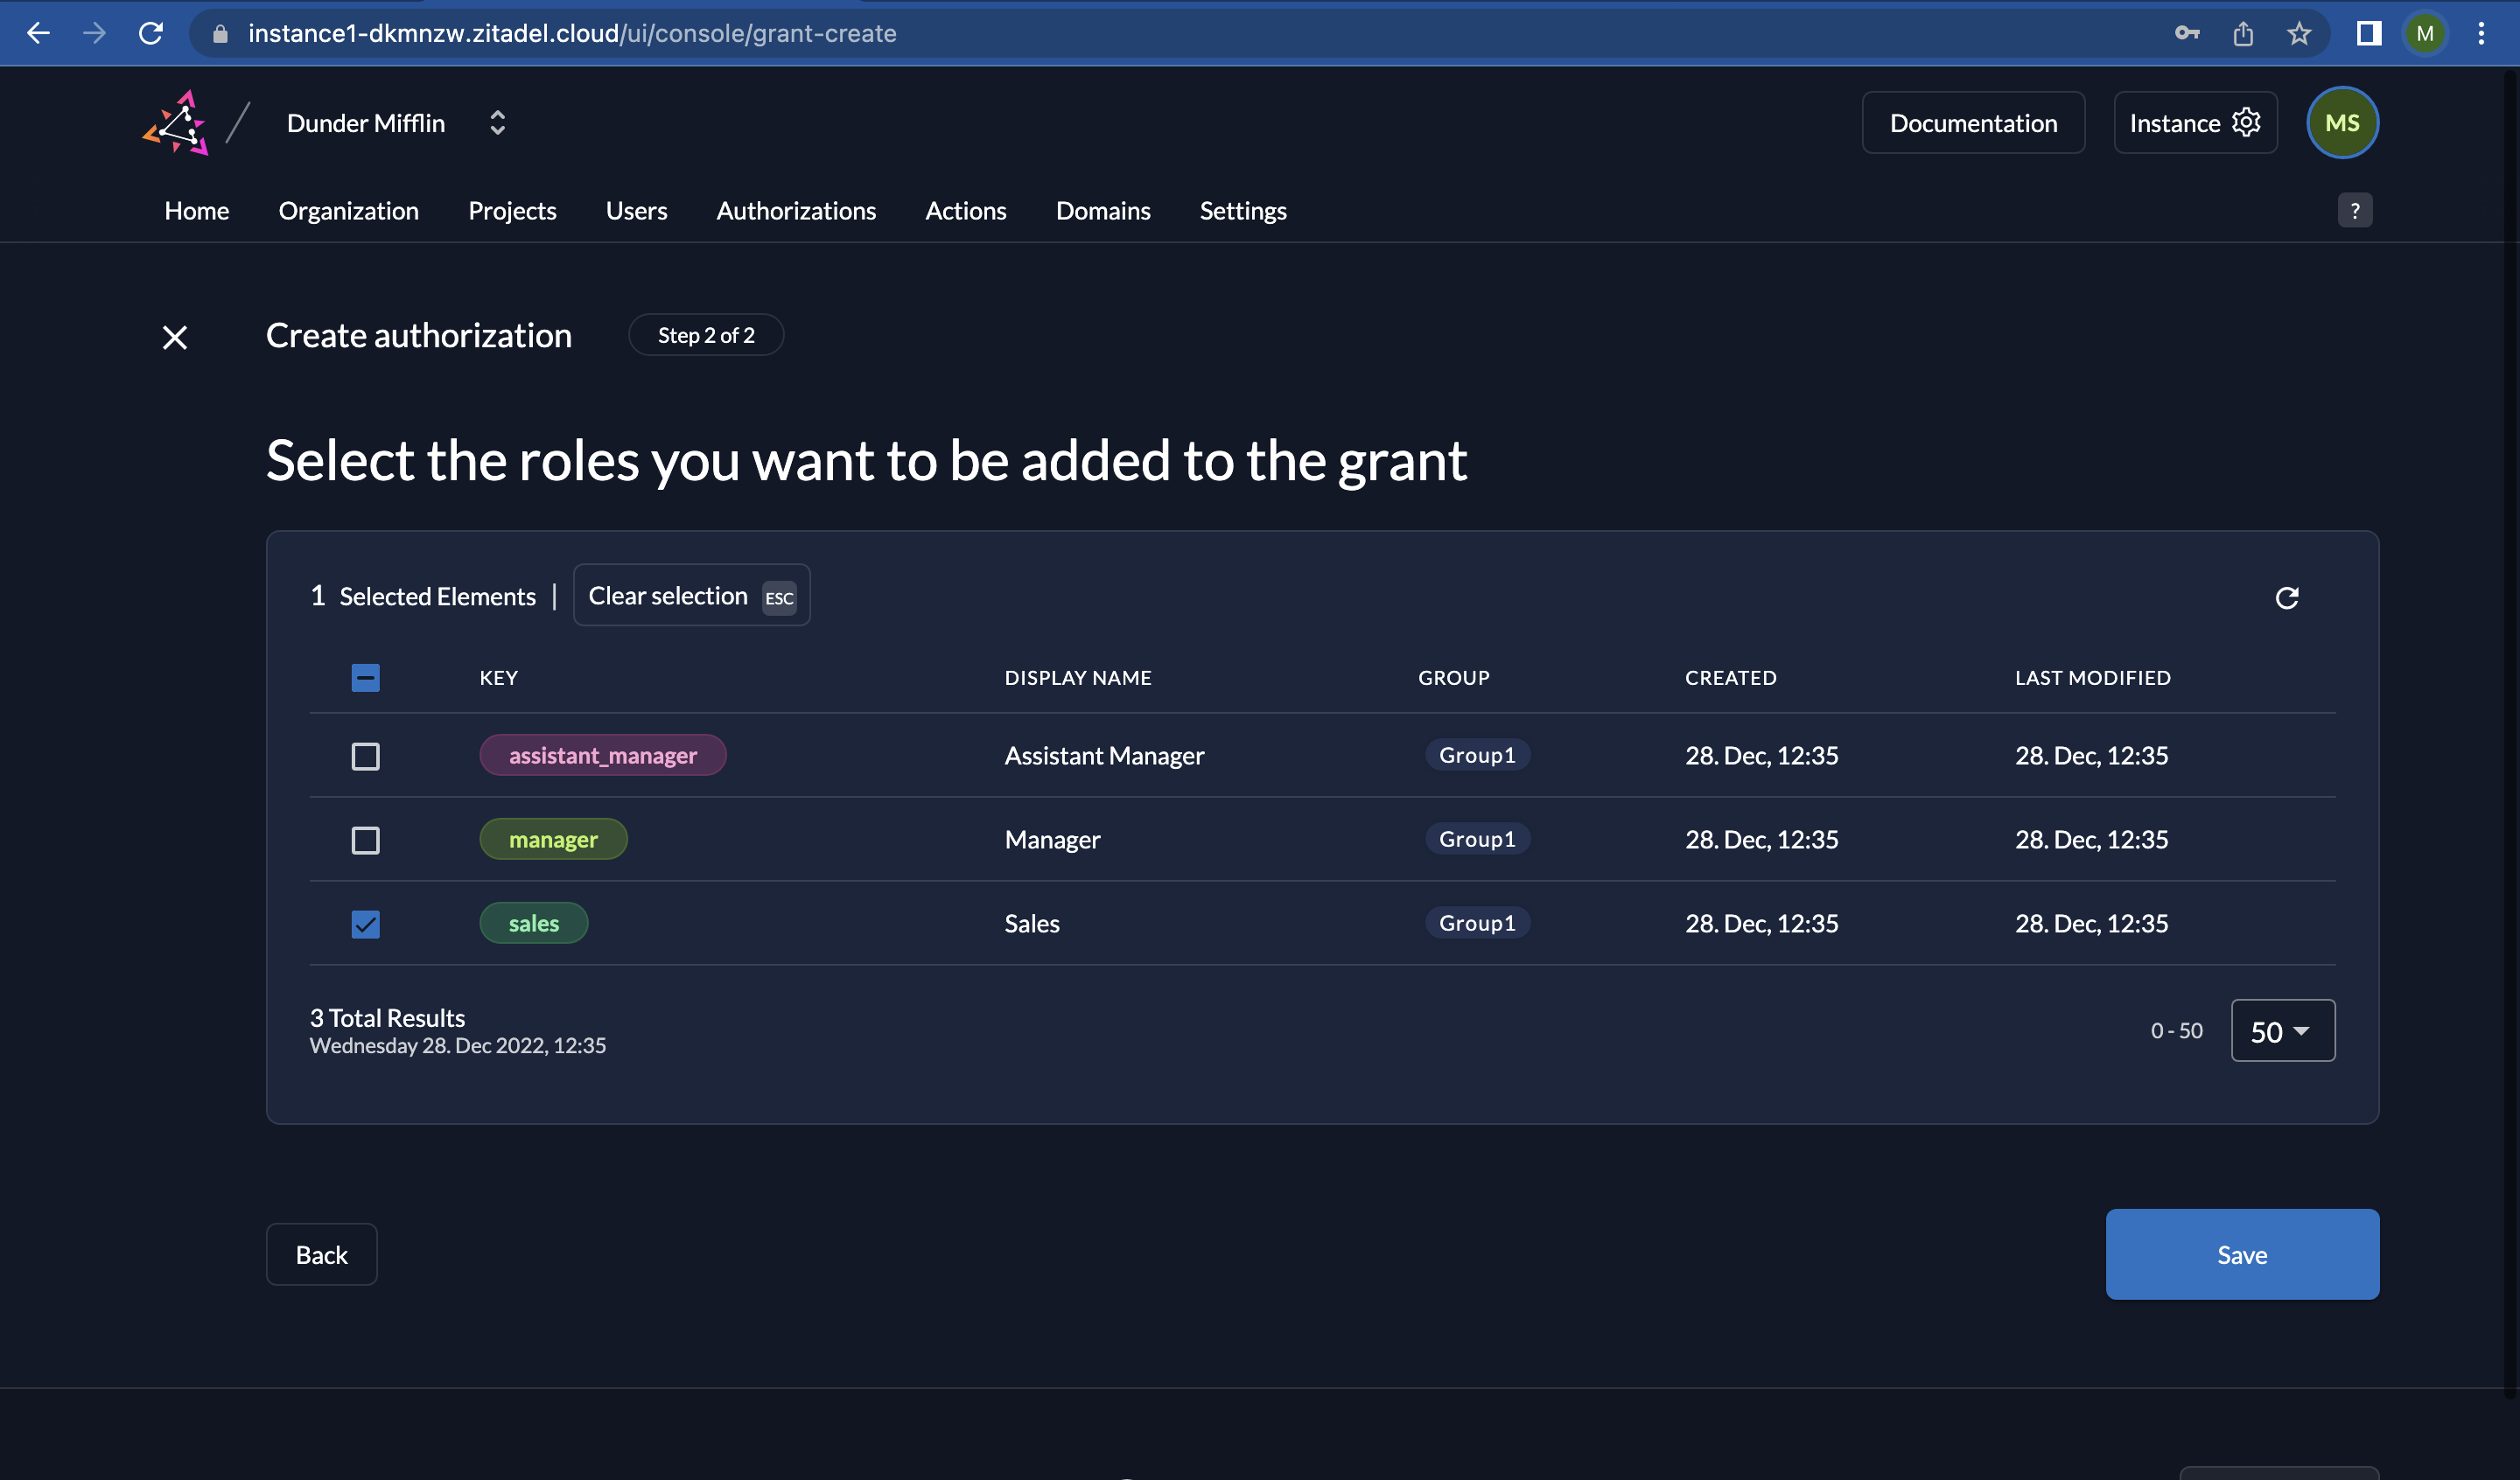 instance1-dkmnzw.zitadel.cloud/ui/console/grant-create
M
Dunder Mifflin
Documentation
Instance
MS
Home Organization Projects Users Authorizations Actions Domains Settings
?
Create authorization
Step 2 of 2
Select the roles you want to be added to the grant
1 Selected Elements |
Clear selection ESC
KEY DISPLAY NAME GROUP CREATED LAST MODIFIED
assistant_manager Assistant Manager Group1 28. Dec, 12:35 28. Dec, 12:35
manager Manager Group1 28. Dec, 12:35 28. Dec, 12:35
sales Sales Group1 28. Dec, 12:35 28. Dec, 12:35
3 Total Results
Wednesday 28. Dec 2022, 12:35
0 - 50
50
Back
Save